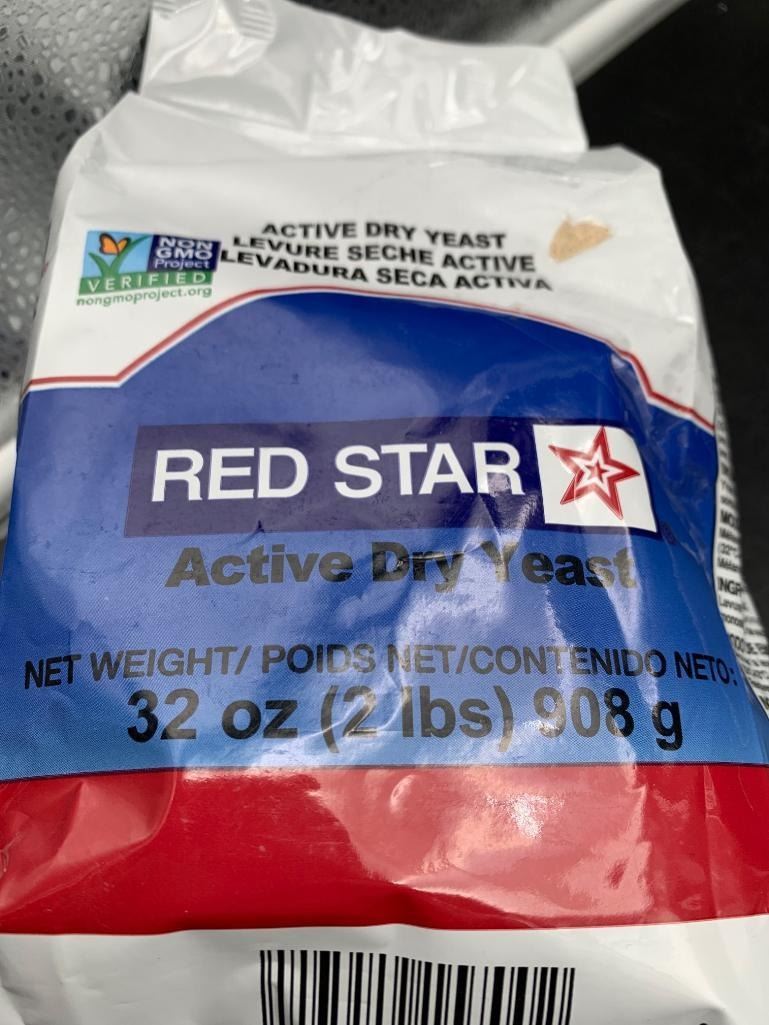 ACTIVE DRY YEAST
LEVURE SECHE ACTIVE
LEVADURA SECA ACTIVA
NON
GMO
Project
VERIFIED
nongmoproject.org
RED STAR
®
Active Dry Yeast
NET WEIGHT/ POIDS NET/CONTENIDO NETO:
32 oz (2 lbs) 908 g